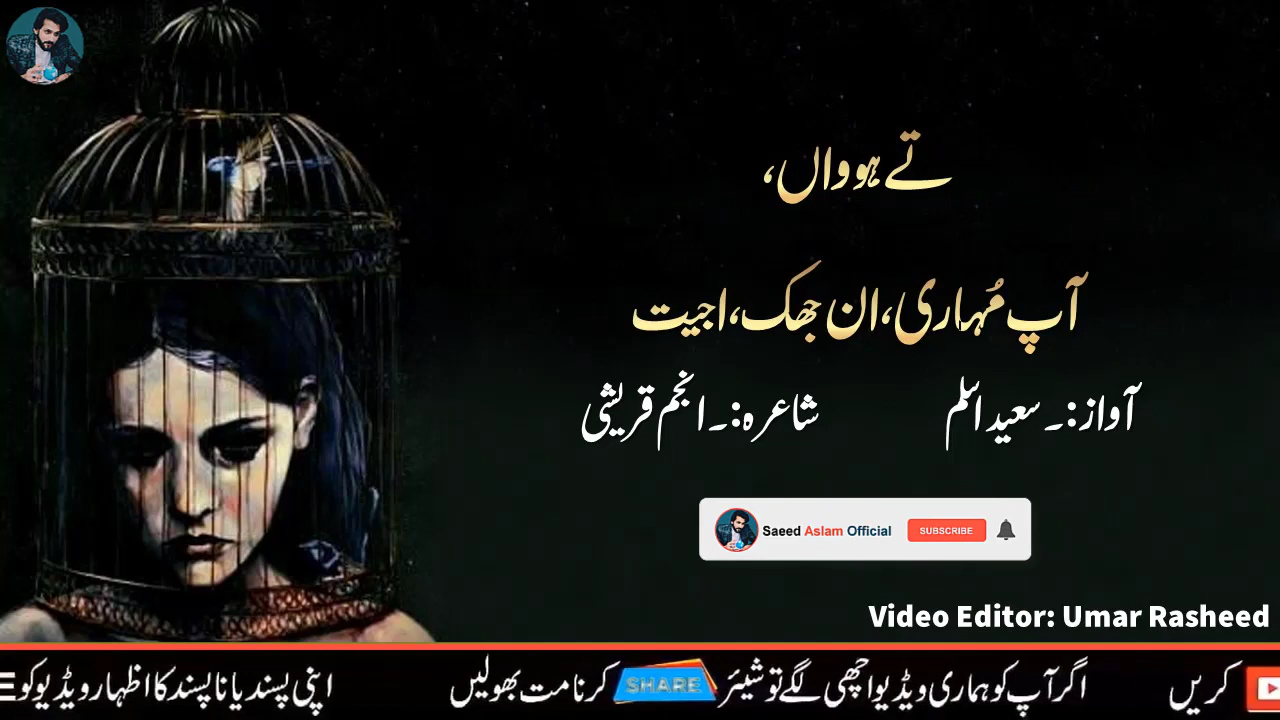 تے ہوواں،
آپ مُہاری، ان جھک، اجیت
آواز:۔ سعید اسلم
شاعرہ:۔ انجم قریشی
Saeed Aslam Official SUBSCRIBE
Video Editor: Umar Rasheed
کریں اگر آپ کو ہماری ویڈیو اچھی لگے تو شیئر SHARE کرنا مت بھولیں اپنی پسند یا ناپسند کا اظہار ویڈیو کو